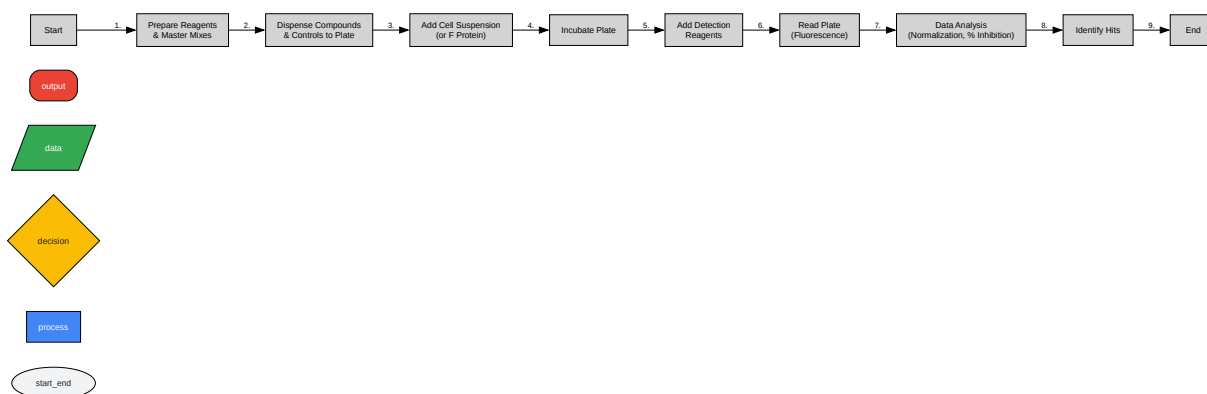 Start
1.
Prepare Reagents
& Master Mixes
2.
Dispense Compounds
& Controls to Plate
3.
Add Cell Suspension
(or F Protein)
4.
Incubate Plate
5.
Add Detection
Reagents
6.
Read Plate
(Fluorescence)
7.
Data Analysis
(Normalization, % Inhibition)
8.
Identify Hits
9.
End
output
data
decision
process
start_end